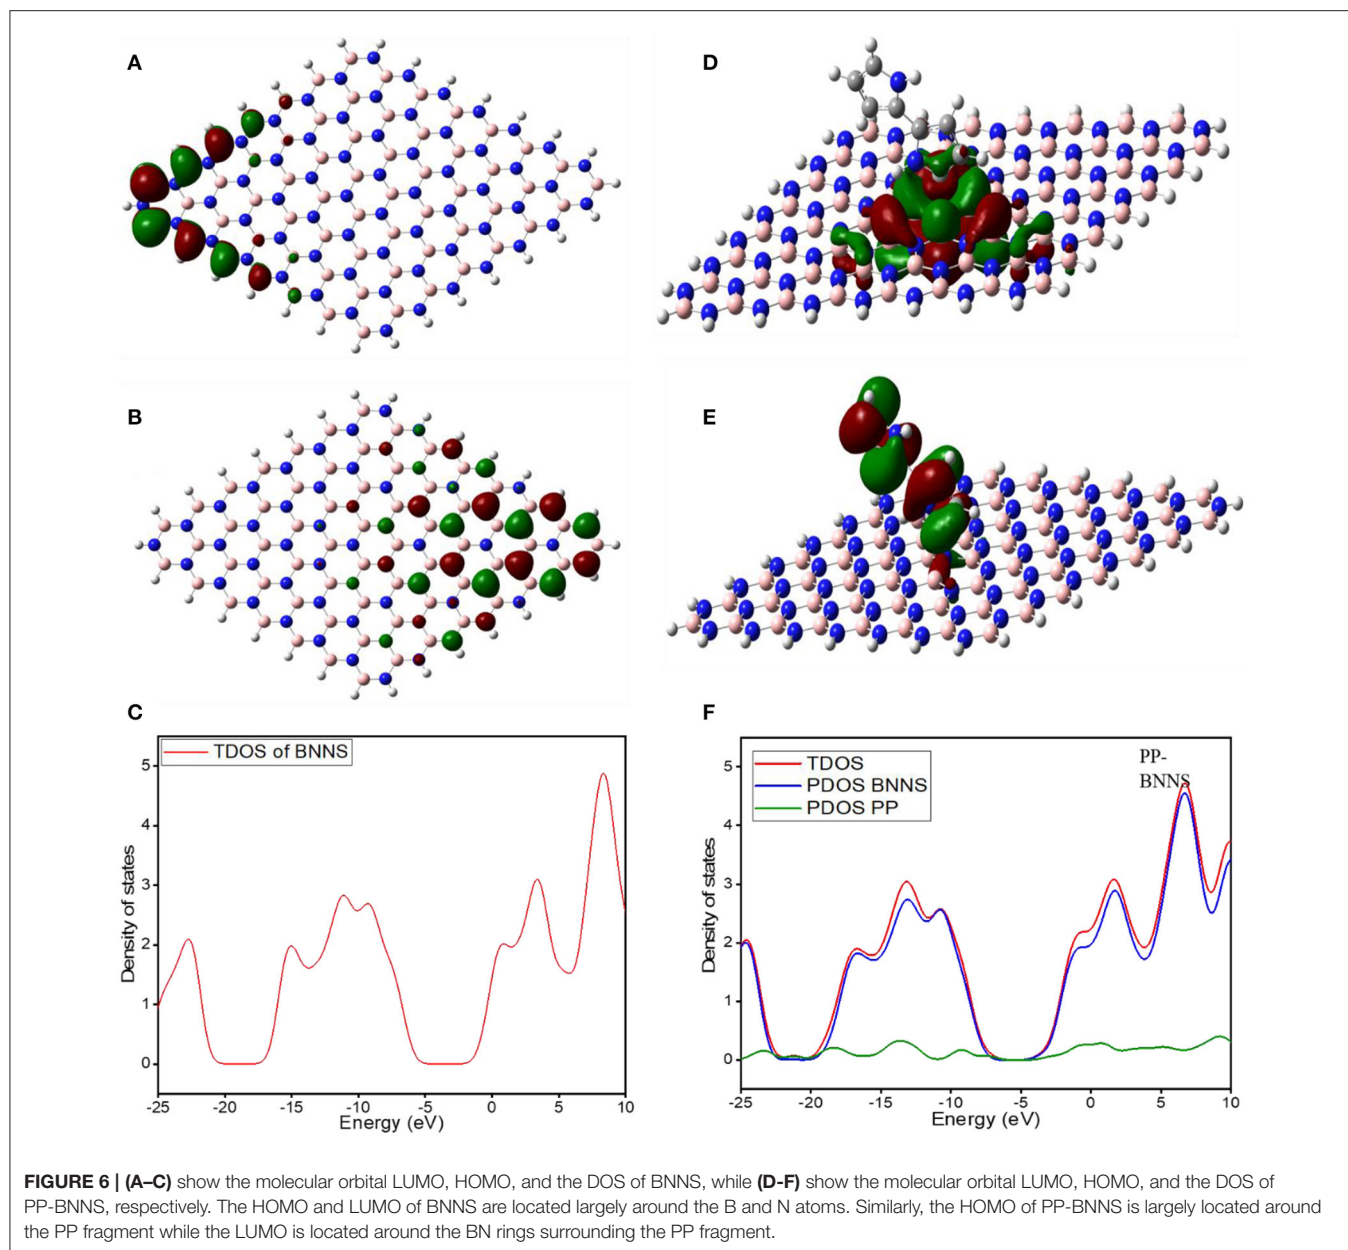 A
D
B
E
C
TDOS of BNNS
5
4
3
2
1
0
Density of states
-25 -20 -15 -10 -5 0 5 10
Energy (eV)
F
TDOS
PDOS BNNS
PDOS PP
PP-
BNNS
5
4
3
2
1
0
Density of states
-25 -20 -15 -10 -5 0 5 10
Energy (eV)
FIGURE 6 | (A–C) show the molecular orbital LUMO, HOMO, and the DOS of BNNS, while (D-F) show the molecular orbital LUMO, HOMO, and the DOS of
PP-BNNS, respectively. The HOMO and LUMO of BNNS are located largely around the B and N atoms. Similarly, the HOMO of PP-BNNS is largely located around
the PP fragment while the LUMO is located around the BN rings surrounding the PP fragment.